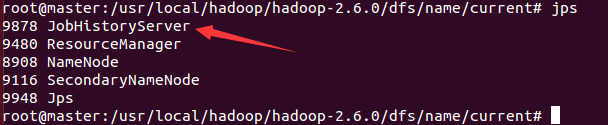 root@master:/usr/local/hadoop/hadoop-2.6.0/dfs/name/current# jps
9878 JobHistoryServer
9480 ResourceManager
8908 NameNode
9116 SecondaryNameNode
9948 Jps
root@master:/usr/local/hadoop/hadoop-2.6.0/dfs/name/current#